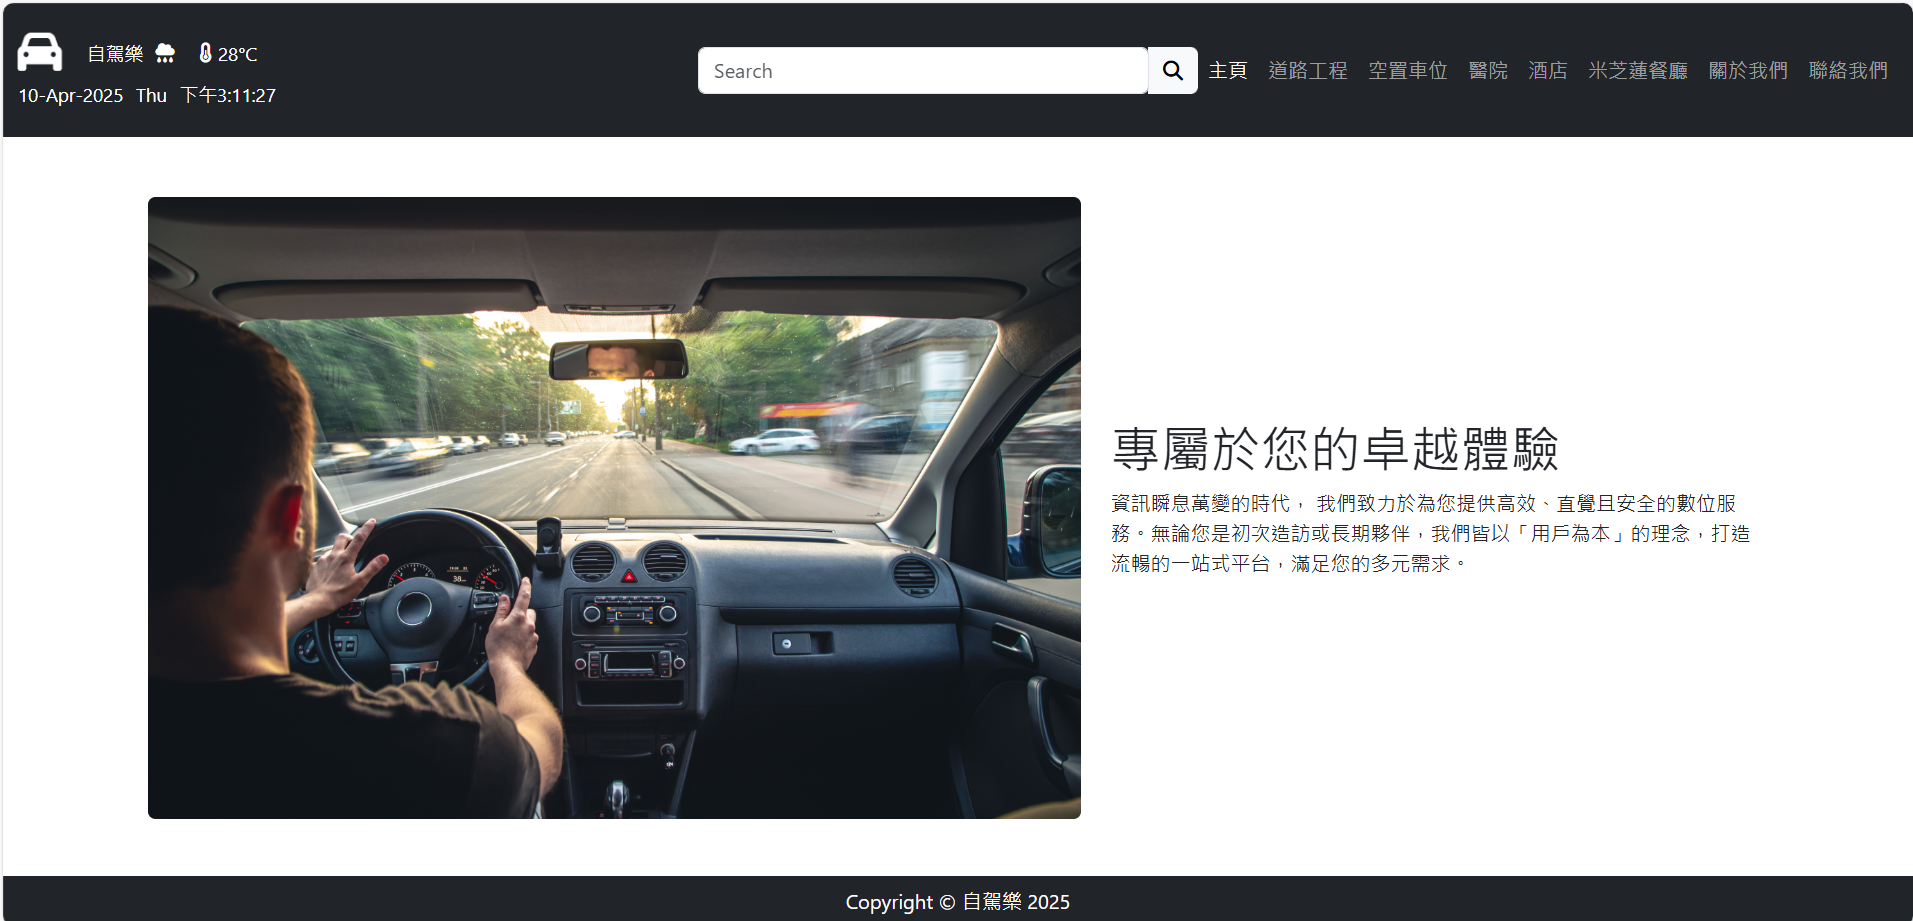 自駕樂 28°C
10-Apr-2025 Thu 下午3:11:27
Search
主頁 道路工程 空置車位 醫院 酒店 米芝蓮餐廳 關於我們 聯絡我們
專屬於您的卓越體驗
資訊瞬息萬變的時代， 我們致力於為您提供高效、直覺且安全的數位服
務。無論您是初次造訪或長期夥伴，我們皆以「用戶為本」的理念，打造
流暢的一站式平台，滿足您的多元需求。
Copyright © 自駕樂 2025